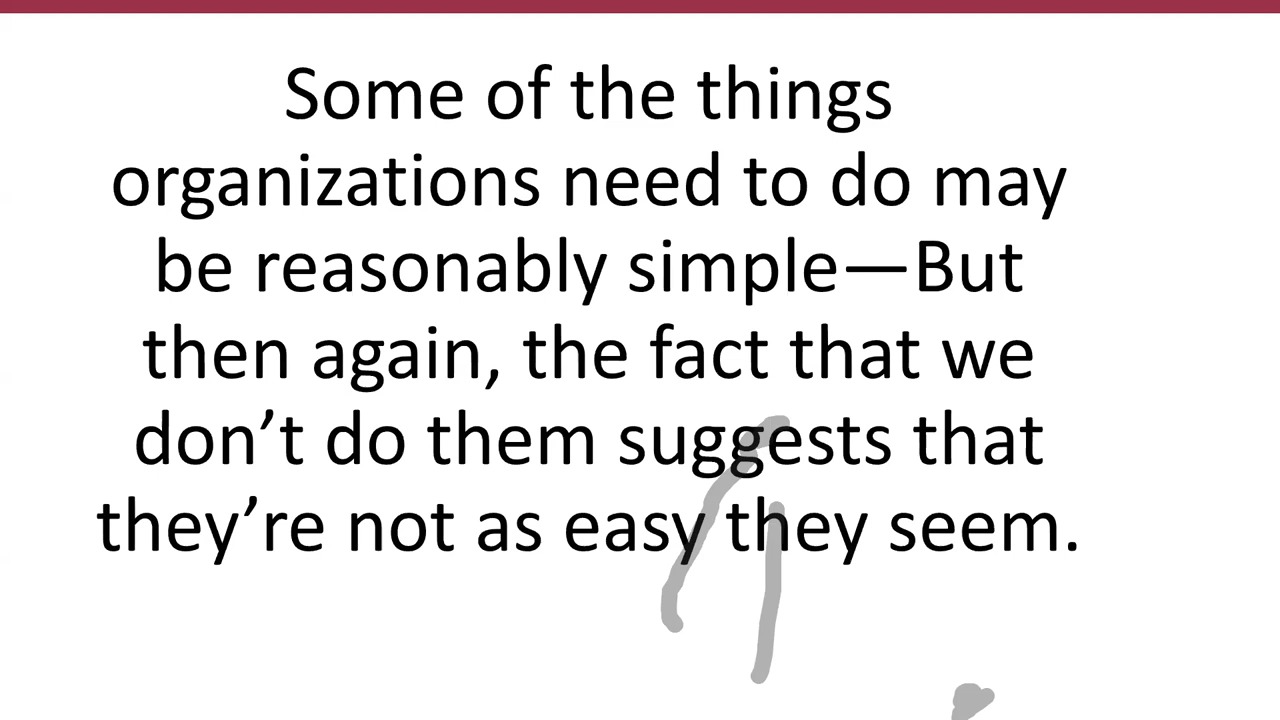 Some of the things
organizations need to do may
be reasonably simple—But
then again, the fact that we
don’t do them suggests that
they’re not as easy they seem.